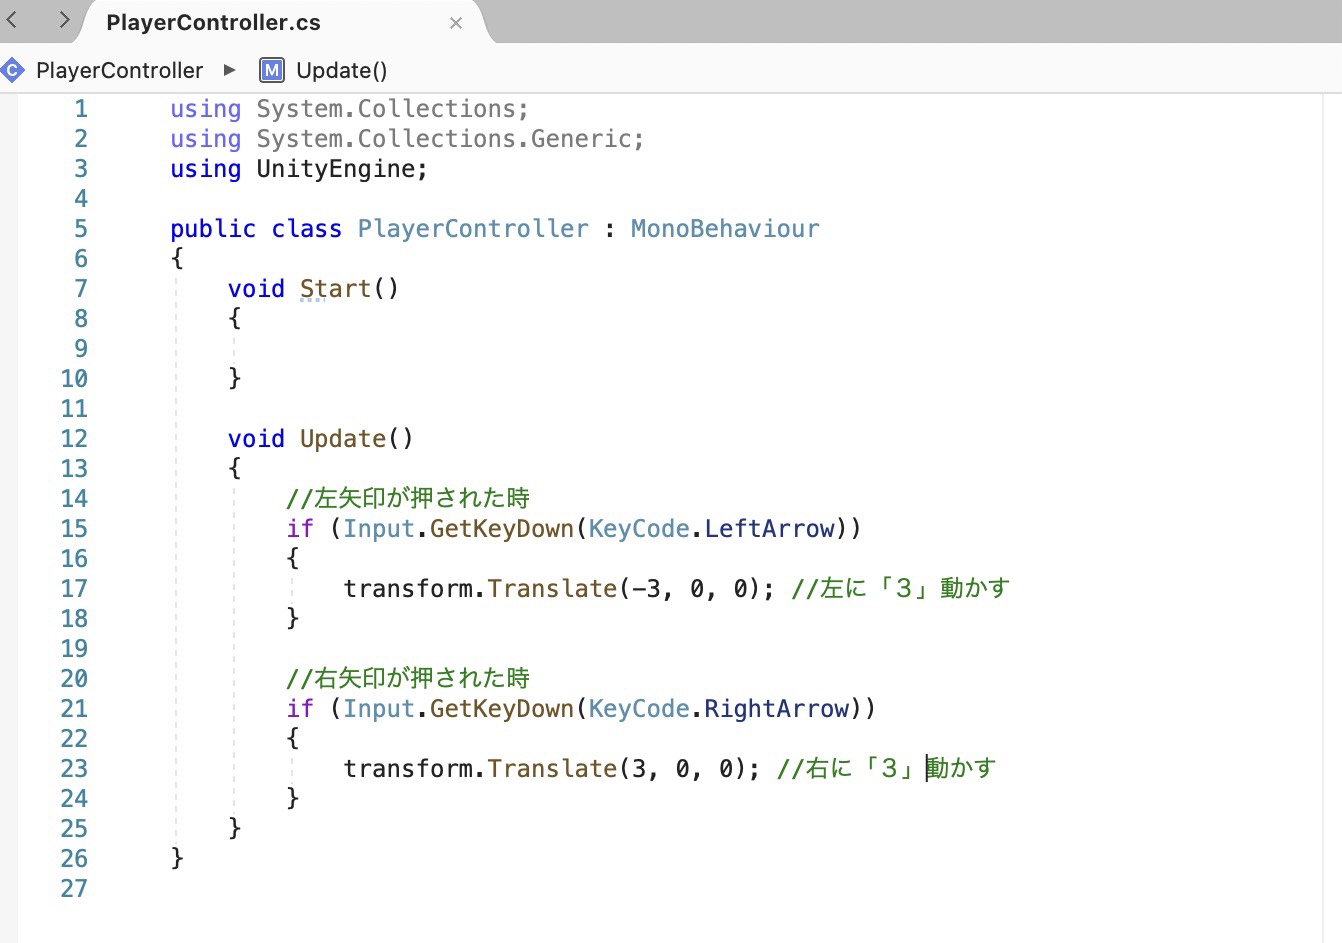 PlayerController.cs
PlayerController ▶ M Update()
1 using System.Collections;
2 using System.Collections.Generic;
3 using UnityEngine;
4
5 public class PlayerController : MonoBehaviour
6 {
7 void Start()
8 {
9
10 }
11
12 void Update()
13 {
14 //左矢印が押された時
15 if (Input.GetKeyDown(KeyCode.LeftArrow))
16 {
17 transform.Translate(-3, 0, 0); //左に「３」動かす
18 }
19
20 //右矢印が押された時
21 if (Input.GetKeyDown(KeyCode.RightArrow))
22 {
23 transform.Translate(3, 0, 0); //右に「３」動かす
24 }
25 }
26 }
27